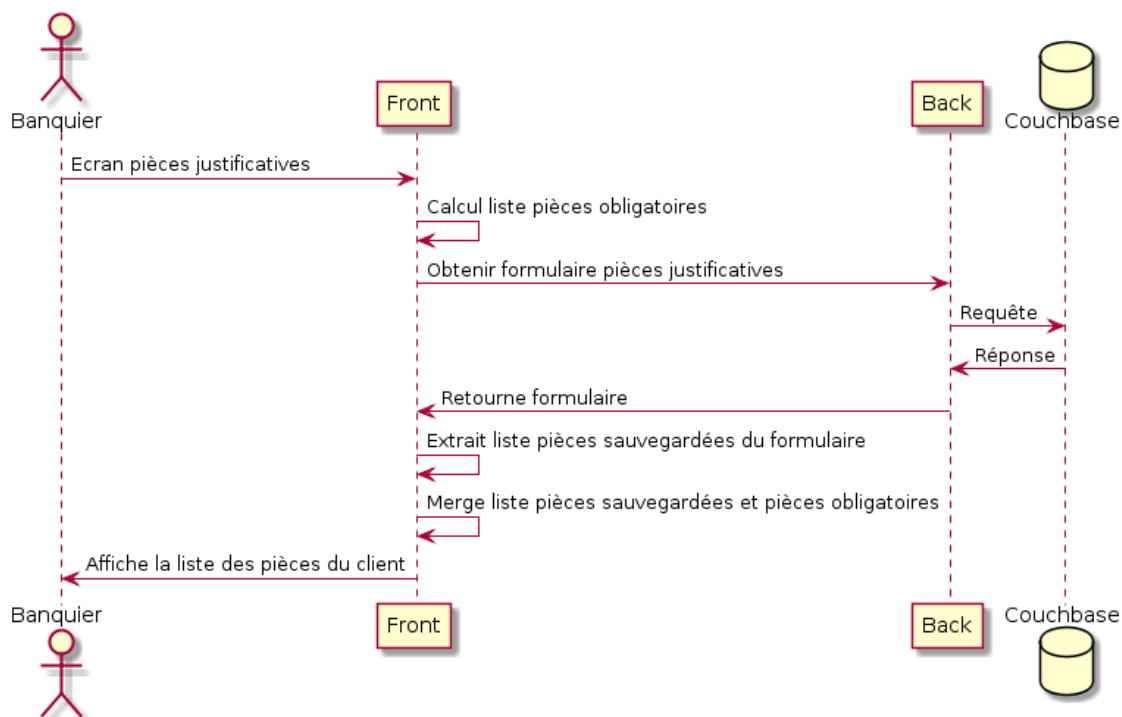 Banquier
Front
Back
Couchbase
Ecran pièces justificatives
Calcul liste pièces obligatoires
Obtenir formulaire pièces justificatives
Requête
Réponse
Retourne formulaire
Extrait liste pièces sauvegardées du formulaire
Merge liste pièces sauvegardées et pièces obligatoires
Affiche la liste des pièces du client
Banquier
Front
Back
Couchbase